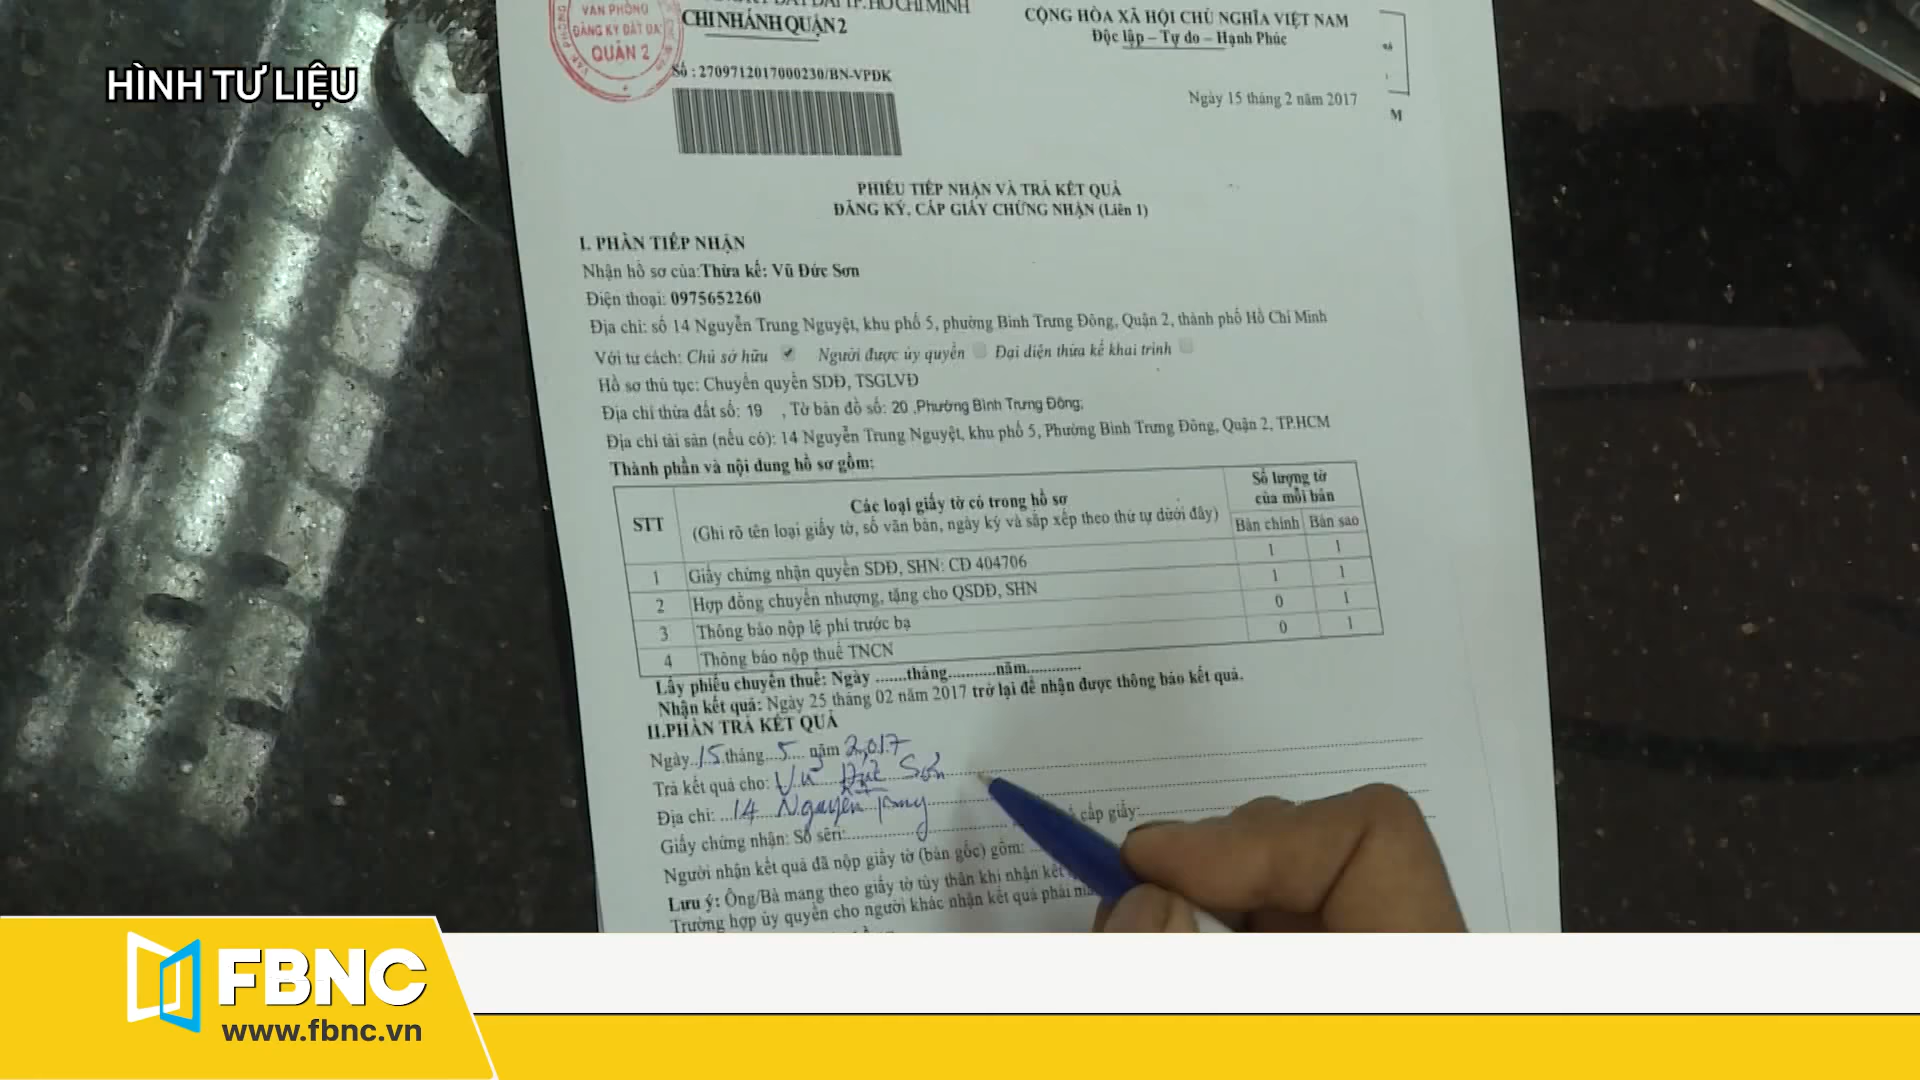 HÌNH TƯ LIỆU
VĂN PHÒNG
ĐĂNG KÝ ĐẤT ĐAI
QUẬN 2
CHI NHÁNH QUẬN 2
CỘNG HÒA XÃ HỘI CHỦ NGHĨA VIỆT NAM
Độc lập – Tự do – Hạnh Phúc
Số : 2709712017000230/BN-VPĐK
Ngày 15 tháng 2 năm 2017
M
PHIẾU TIẾP NHẬN VÀ TRẢ KẾT QUẢ
ĐĂNG KÝ, CẤP GIẤY CHỨNG NHẬN (Liên 1)
I. PHẦN TIẾP NHẬN
Nhận hồ sơ của:Thừa kế: Vũ Đức Sơn
Điện thoại: 0975652260
Địa chỉ: số 14 Nguyễn Trung Nguyệt, khu phố 5, phường Bình Trưng Đông, Quận 2, thành phố Hồ Chí Minh
Với tư cách: Chủ sở hữu ✓ Người được ủy quyền Đại diện thừa kế khai trình
Hồ sơ thủ tục: Chuyển quyền SDĐ, TSGLVĐ
Địa chỉ thửa đất số: 19 , Tờ bản đồ số: 20 ,Phường Bình Trưng Đông;
Địa chỉ tài sản (nếu có): 14 Nguyễn Trung Nguyệt, khu phố 5, Phường Bình Trưng Đông, Quận 2, TP.HCM
Thành phần và nội dung hồ sơ gồm:
STT Các loại giấy tờ có trong hồ sơ Số lượng tờ
(Ghi rõ tên loại giấy tờ, số văn bản, ngày ký và sắp xếp theo thứ tự dưới đây) của mỗi bản
Bản chính Bản sao
1 Giấy chứng nhận quyền SDĐ, SHN: CĐ 404706 1 1
2 Hợp đồng chuyển nhượng, tặng cho QSDĐ, SHN 1 1
3 Thông báo nộp lệ phí trước bạ 0 1
4 Thông báo nộp thuế TNCN 0 1
Lấy phiếu chuyển thuế: Ngày .......tháng...........năm............
Nhận kết quả: Ngày 25 tháng 02 năm 2017 trở lại để nhận được thông báo kết quả.
II.PHẦN TRẢ KẾT QUẢ
Ngày..15.tháng...5... năm 2017
Trả kết quả cho: Vũ Đức Sơn
Địa chỉ: ..14 Nguyễn Trung
Giấy chứng nhận: Số sêri: cấp giấy:
Người nhận kết quả đã nộp giấy tờ (bản gốc) gồm:
Lưu ý: Ông/Bà mang theo giấy tờ tùy thân khi nhận kết
Trường hợp ủy quyền cho người khác nhận kết quả phải
FBNC
www.fbnc.vn